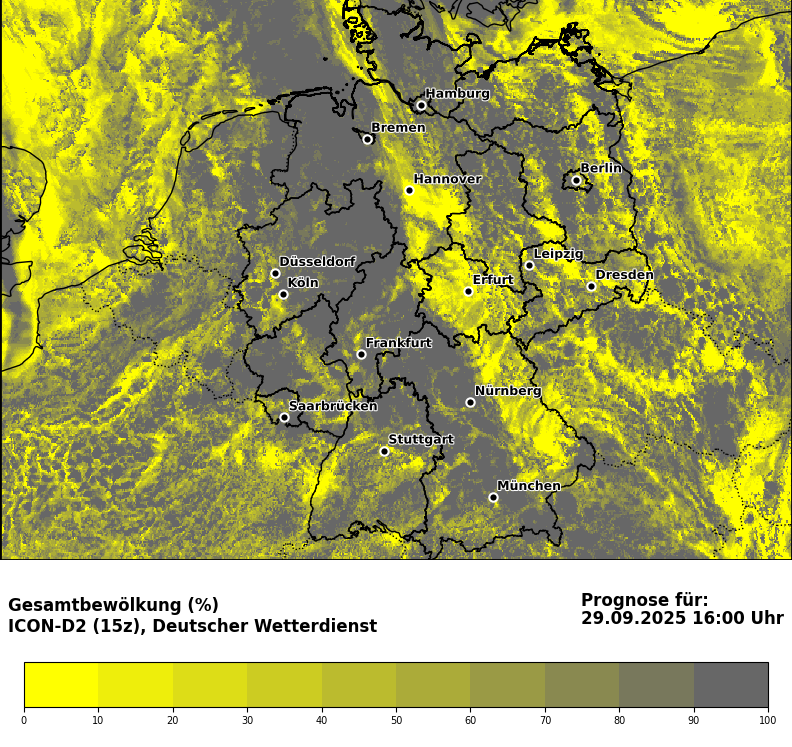 Hamburg
Bremen
Berlin
Hannover
Leipzig
Düsseldorf
Dresden
Köln
Erfurt
Frankfurt
Nürnberg
Saarbrücken
Stuttgart
München
Gesamtbewölkung (%)
ICON-D2 (15z), Deutscher Wetterdienst
Prognose für:
29.09.2025 16:00 Uhr
0 10 20 30 40 50 60 70 80 90 100